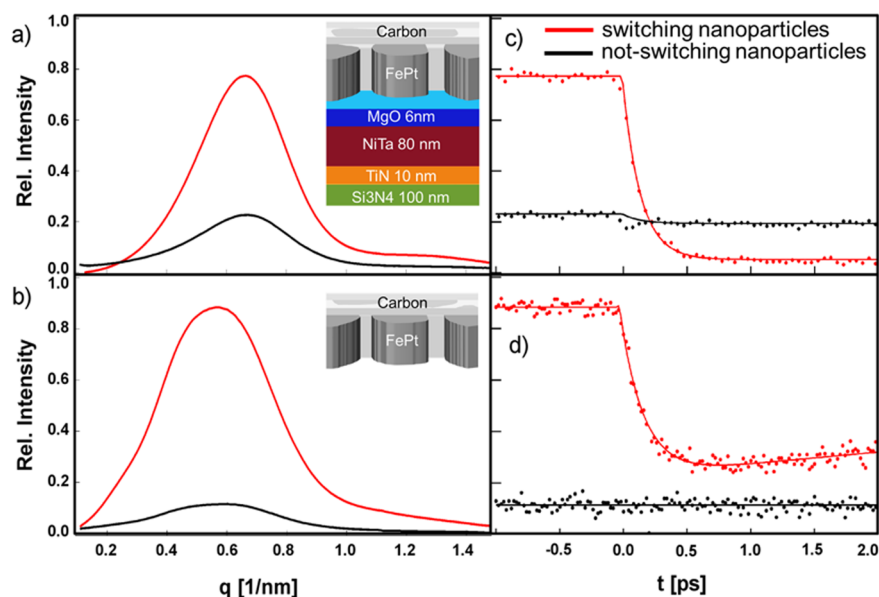 a)
Rel. Intensity
1.0
0.8
0.6
0.4
0.2
0.0
Carbon
FePt
MgO 6nm
NiTa 80 nm
TiN 10 nm
Si3N4 100 nm
c)
switching nanoparticles
not-switching nanoparticles
b)
Rel. Intensity
1.0
0.8
0.6
0.4
0.2
0.0
Carbon
FePt
d)
0.2 0.4 0.6 0.8 1.0 1.2 1.4
q [1/nm]
-0.5 0.0 0.5 1.0 1.5 2.0
t [ps]